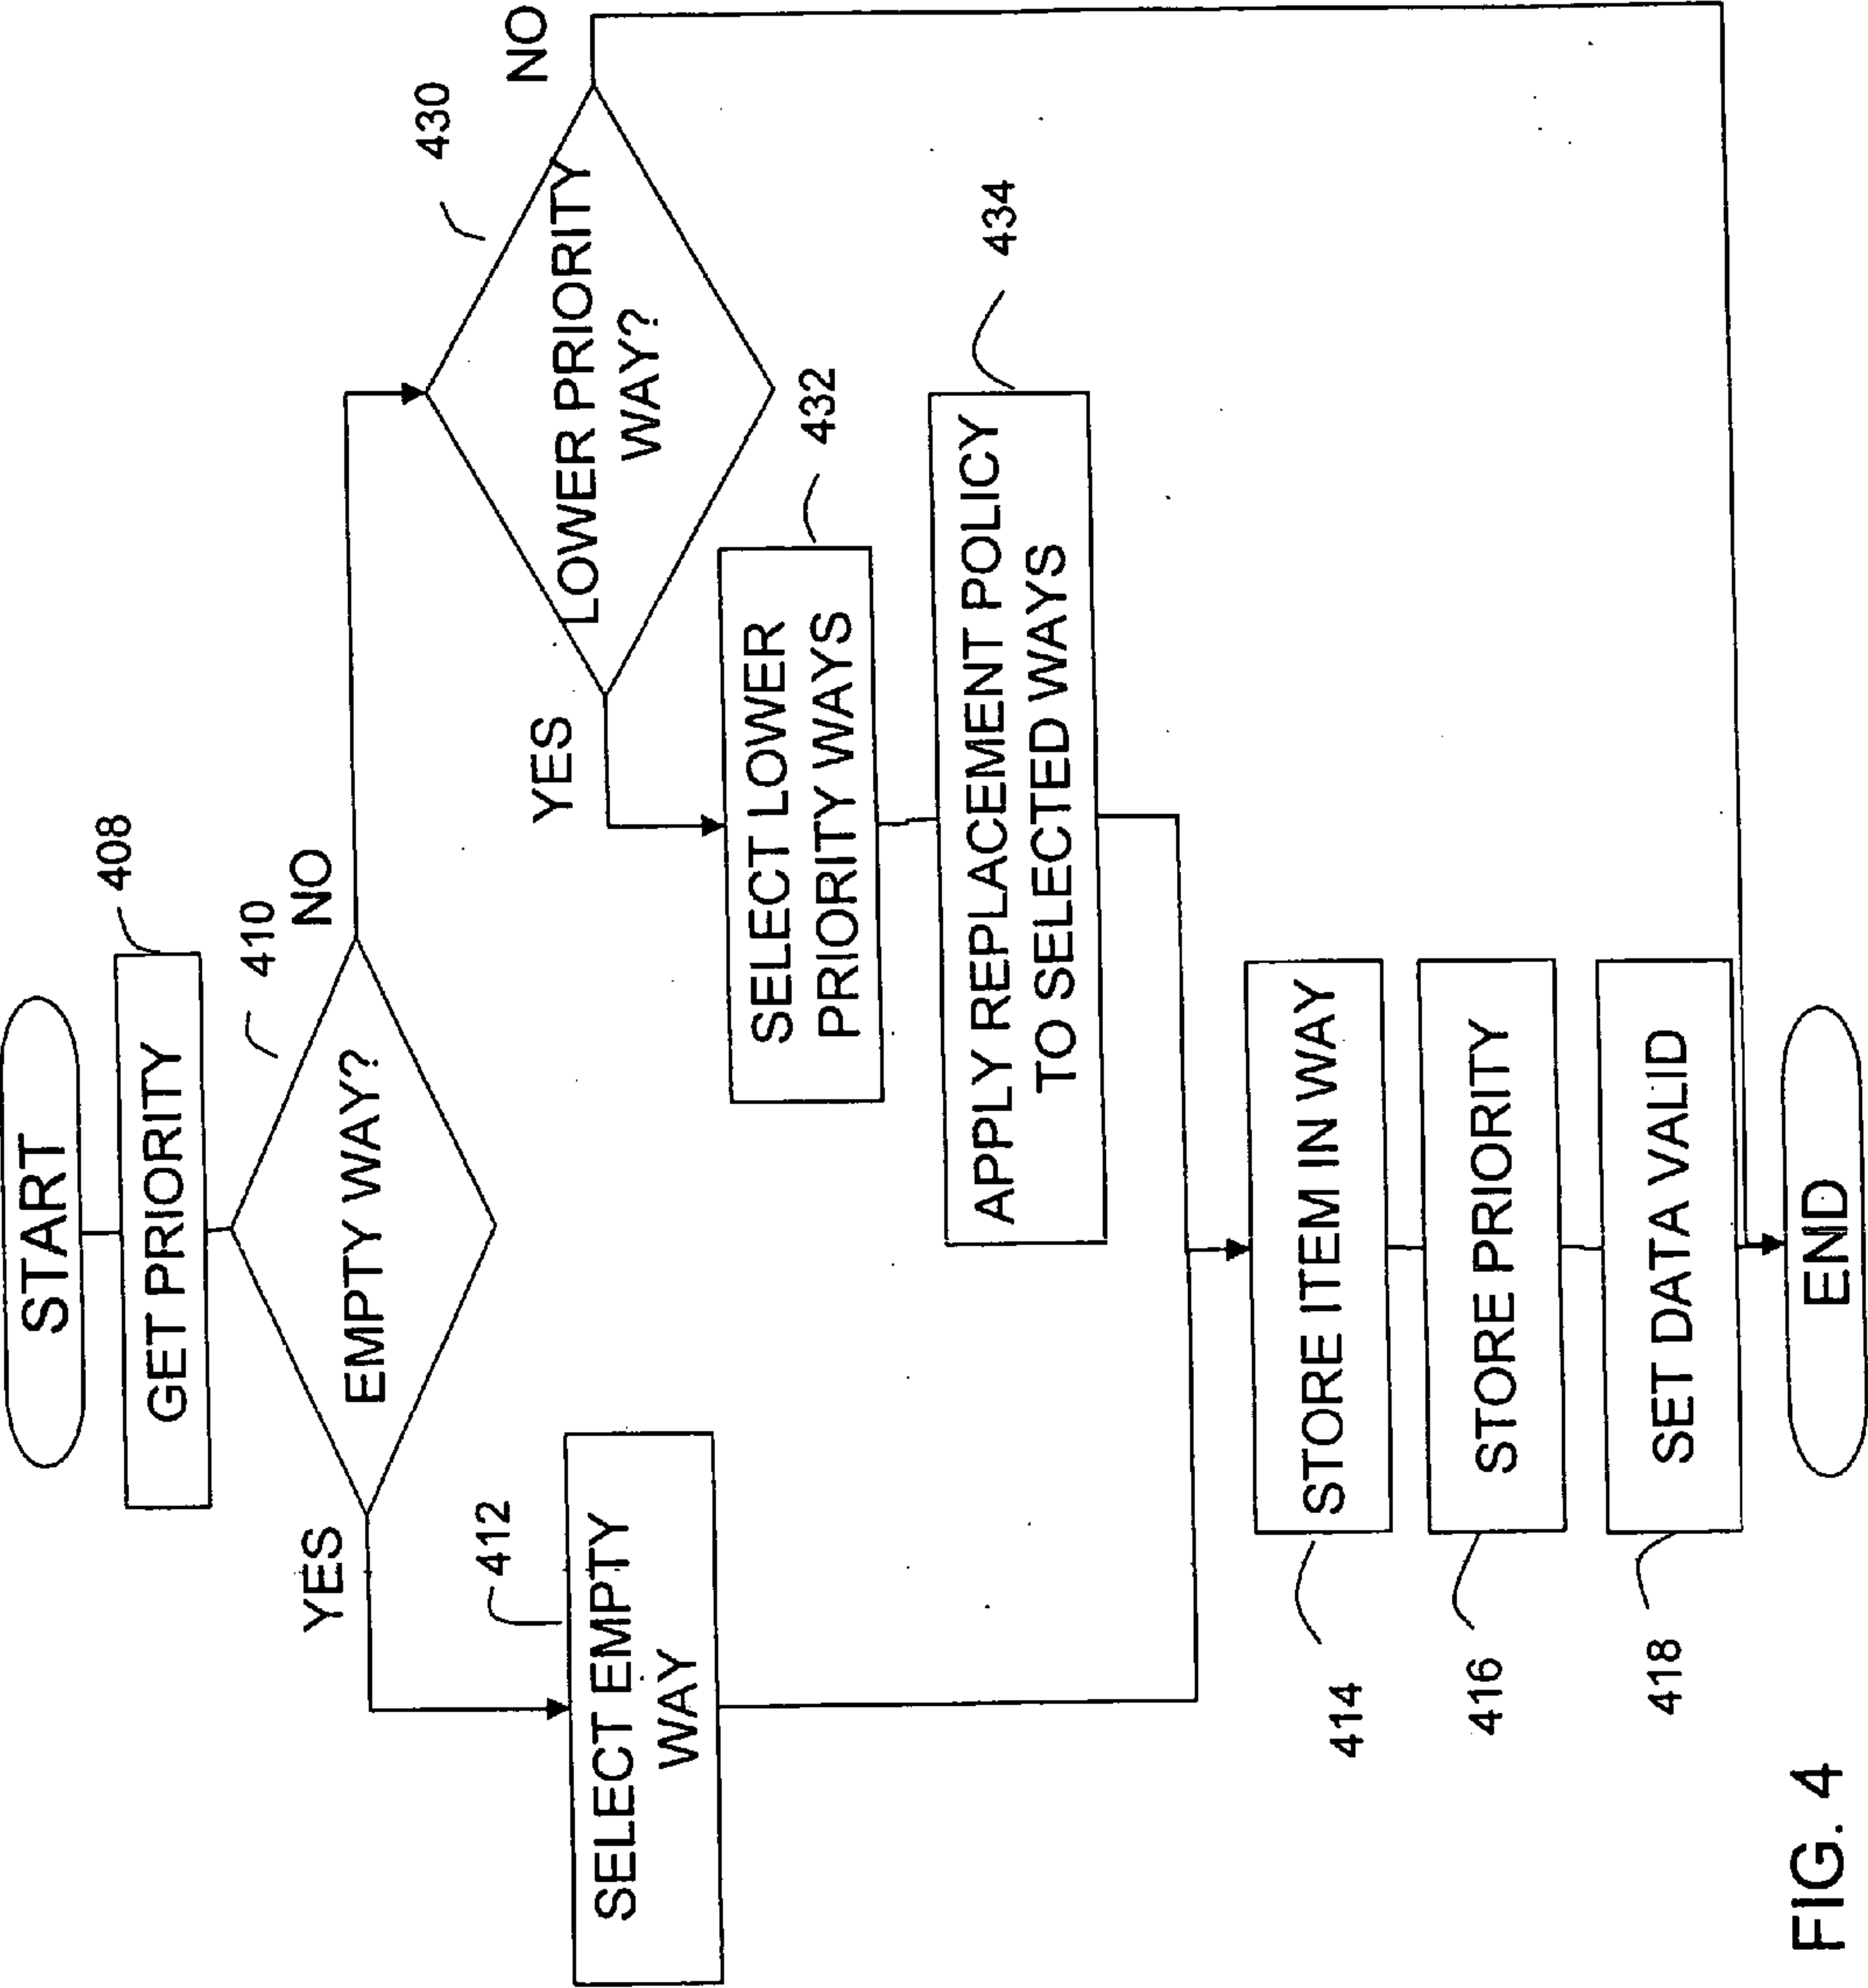 START
408
GET PRIORITY
410
NO
EMPTY WAY?
YES
430
NO
LOWER PRIORITY
WAY?
YES
412
SELECT EMPTY
WAY
432
SELECT LOWER
PRIORITY WAYS
434
APPLY REPLACEMENT POLICY
TO SELECTED WAYS
STORE ITEM IN WAY
414
STORE PRIORITY
416
SET DATA VALID
418
END
FIG. 4